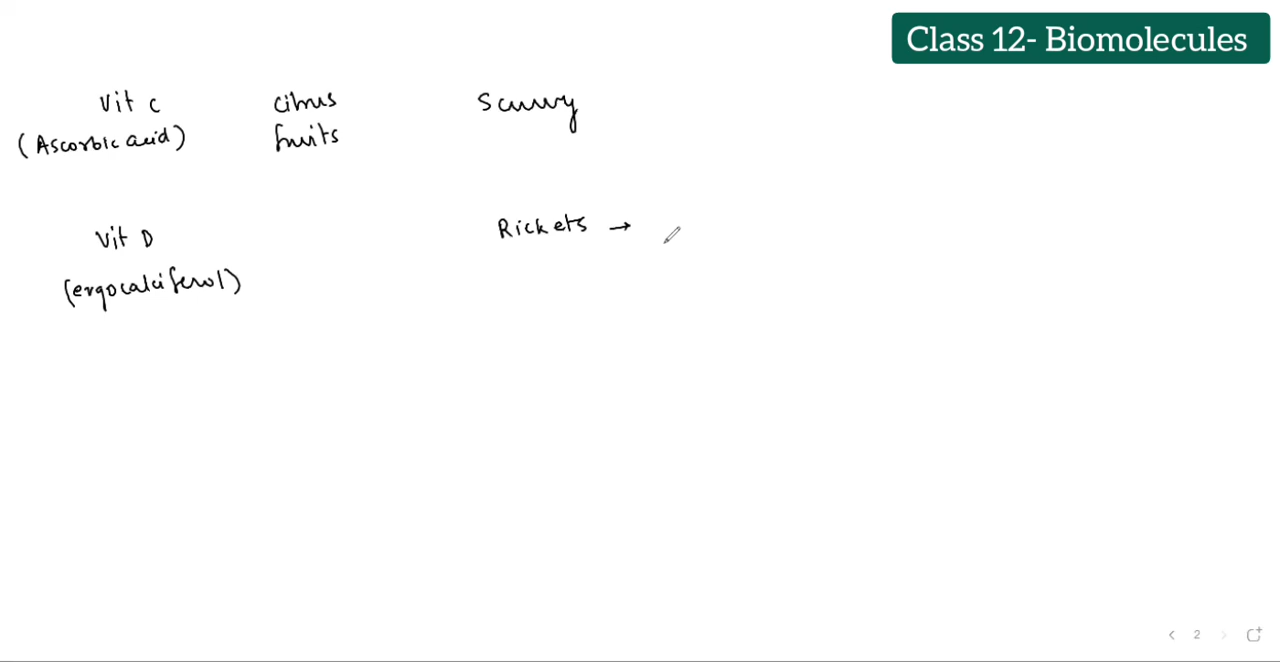 Class 12- Biomolecules
Vit C citrus Scurvy
(Ascorbic acid) fruits
Vit D Rickets →
(ergocalciferol)
2